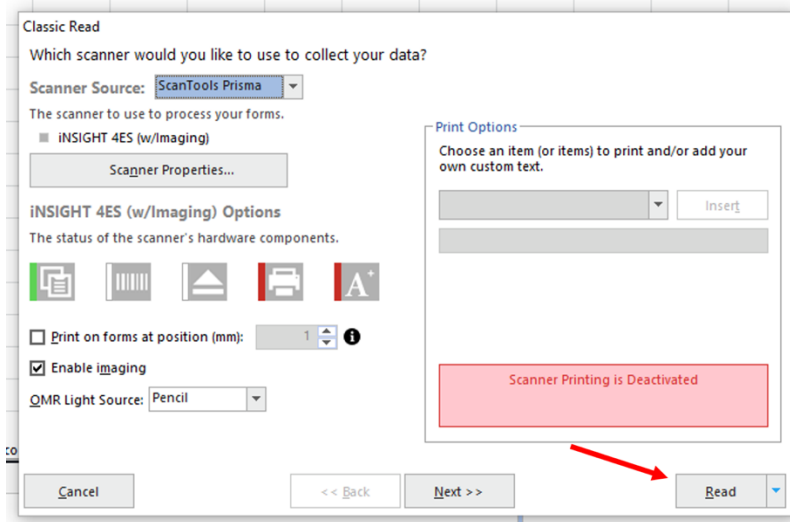 Classic Read
Which scanner would you like to use to collect your data?
Scanner Source: ScanTools Prisma
The scanner to use to process your forms.
iNSIGHT 4ES (w/Imaging)
Scanner Properties...
iNSIGHT 4ES (w/Imaging) Options
The status of the scanner's hardware components.
A+
Print on forms at position (mm): 1
Enable imaging
OMR Light Source: Pencil
Print Options
Choose an item (or items) to print and/or add your
own custom text.
Insert
Scanner Printing is Deactivated
co
Cancel
<< Back
Next >>
Read